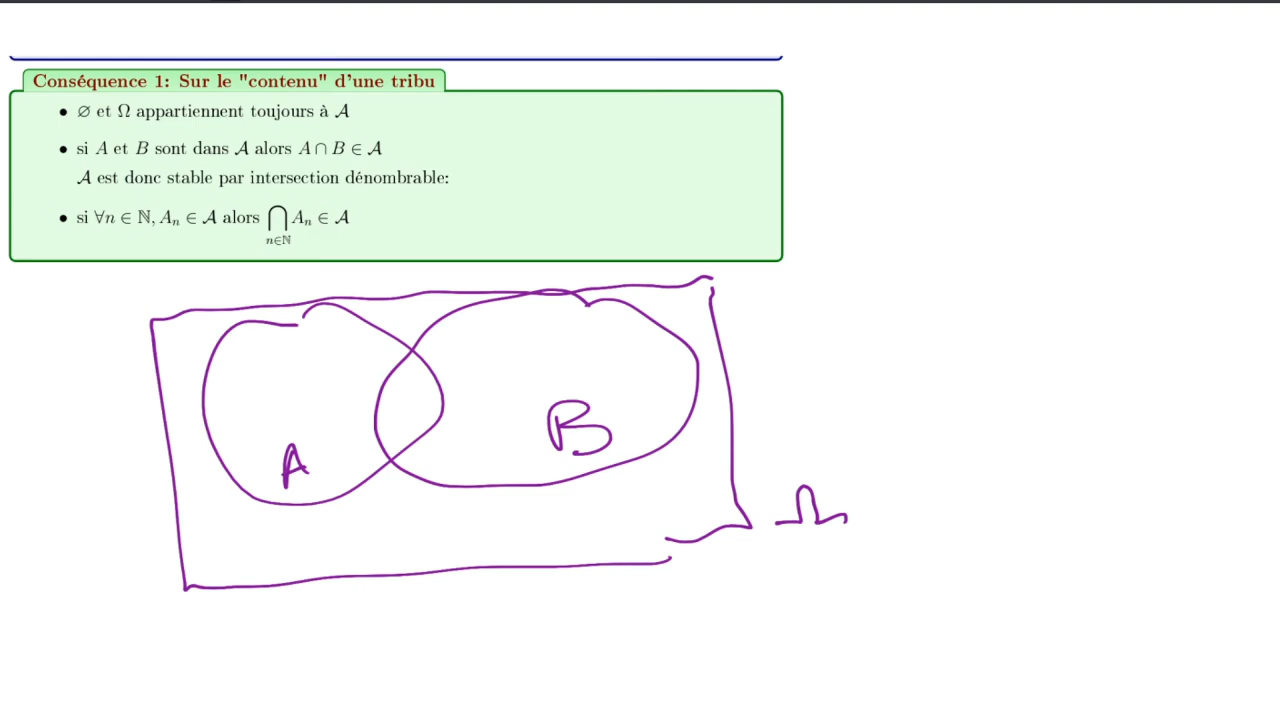 Conséquence 1: Sur le "contenu" d'une tribu
• ∅ et Ω appartiennent toujours à 𝒜
• si A et B sont dans 𝒜 alors A ∩ B ∈ 𝒜
𝒜 est donc stable par intersection dénombrable:
• si ∀n ∈ ℕ, Aₙ ∈ 𝒜 alors ⋂ Aₙ ∈ 𝒜
n∈ℕ
B
A
Ω